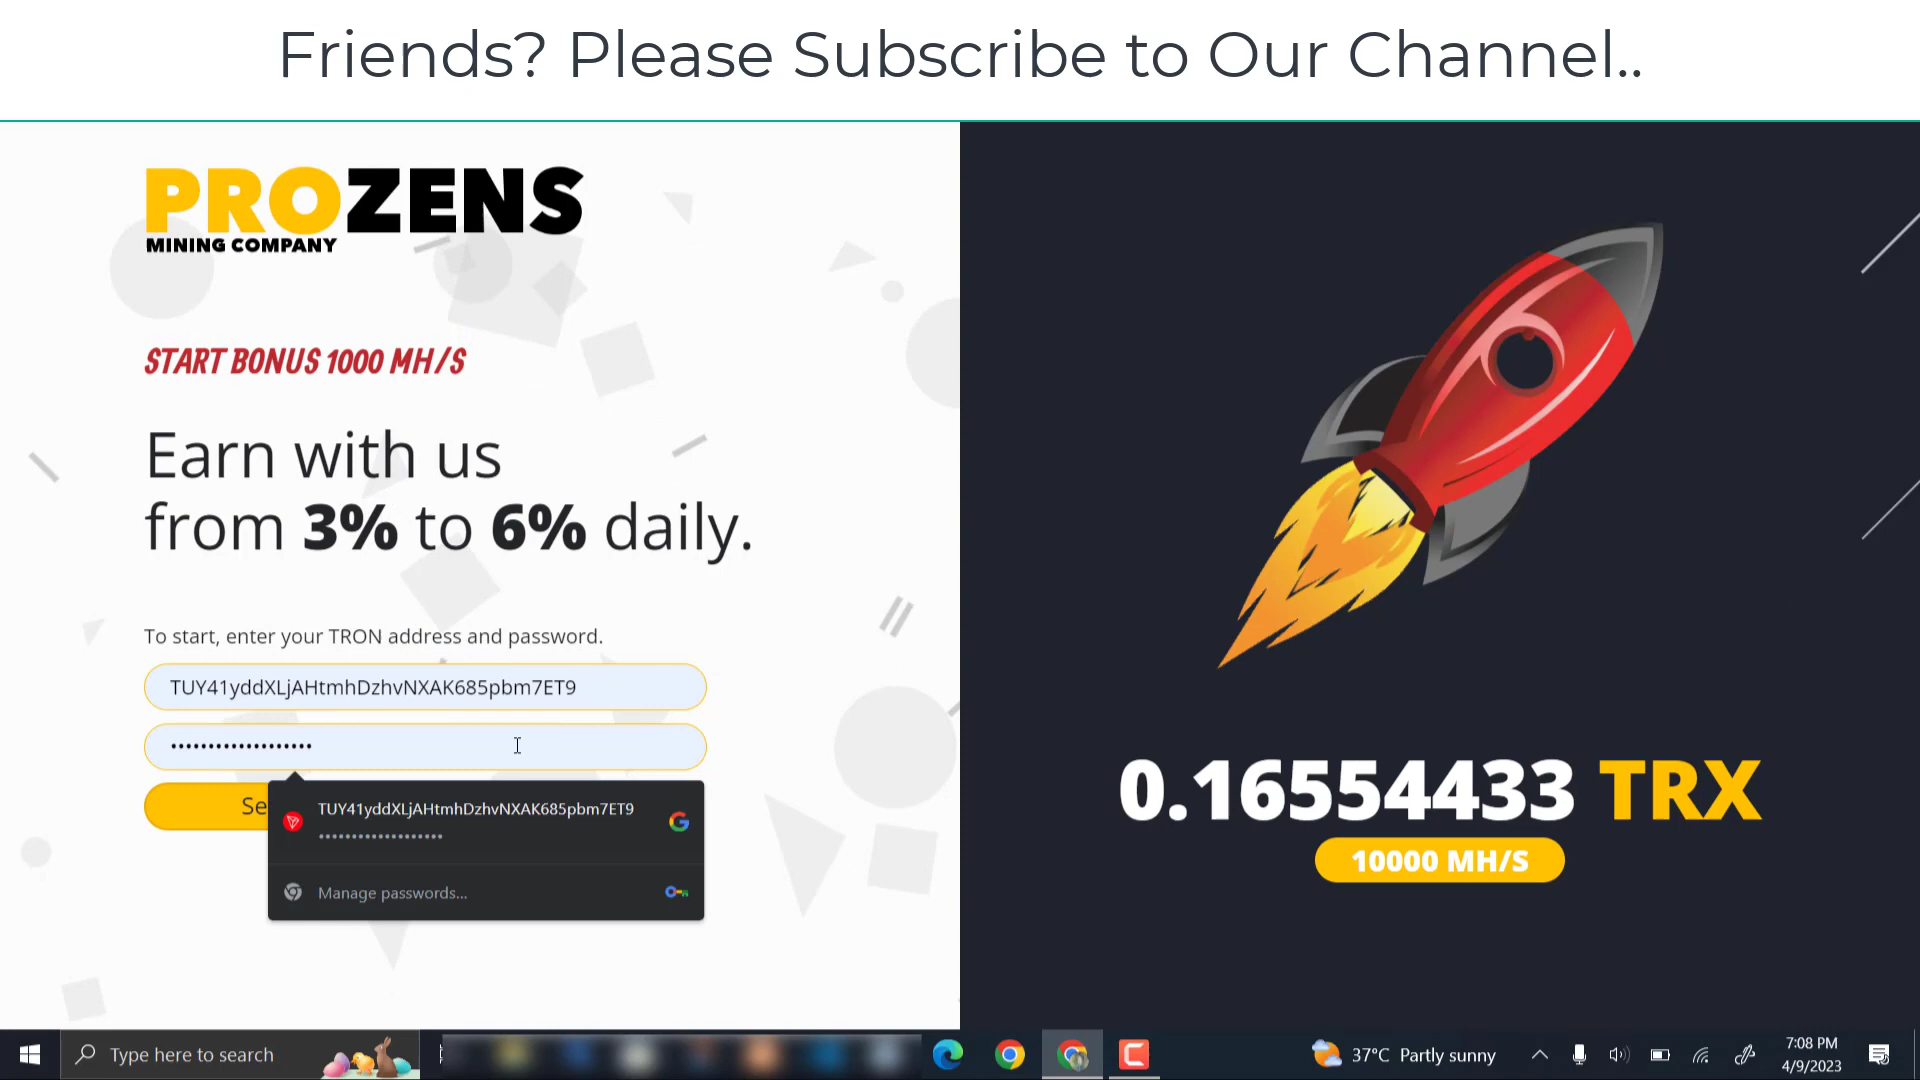 Friends? Please Subscribe to Our Channel..
PROZENS
MINING COMPANY
START BONUS 1000 MH/S
Earn with us
from 3% to 6% daily.
To start, enter your TRON address and password.
TUY41yddXLjAHtmhDzhvNXAK685pbm7ET9
•••••••••••••••••••
Se
TUY41yddXLjAHtmhDzhvNXAK685pbm7ET9
•••••••••••••••••••
Manage passwords...
0.16554433 TRX
10000 MH/S
Type here to search
37°C Partly sunny
7:08 PM
4/9/2023